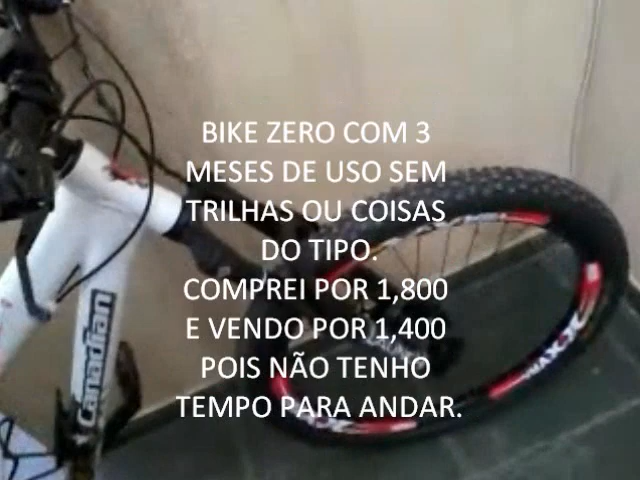 BIKE ZERO COM 3
MESES DE USO SEM
TRILHAS OU COISAS
DO TIPO.
COMPREI POR 1,800
E VENDO POR 1,400
POIS NÃO TENHO
TEMPO PARA ANDAR.
Canadian